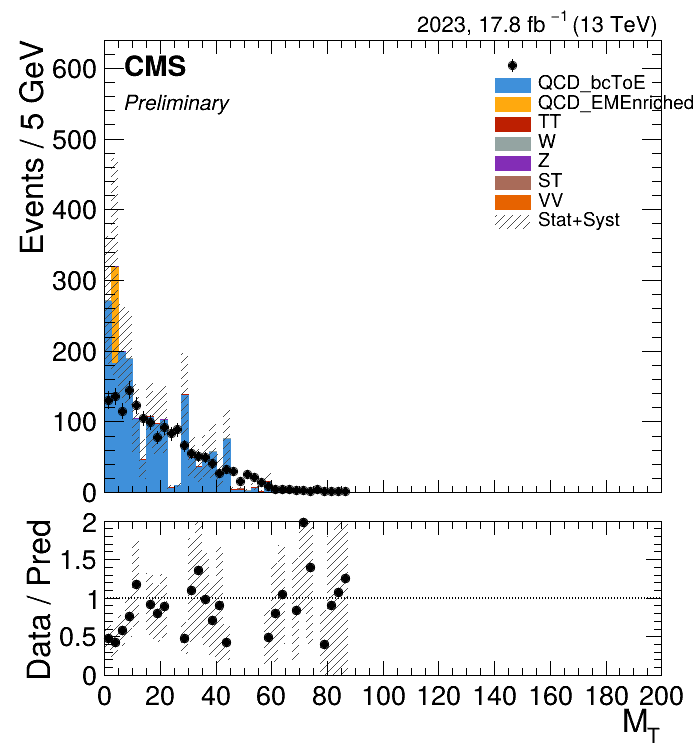 2023, 17.8 fb⁻¹ (13 TeV)
Events / 5 GeV
600
500
400
300
200
100
0
CMS
Preliminary
QCD_bcToE
QCD_EMEnriched
TT
W
Z
ST
VV
Stat+Syst
Data / Pred
2
1.5
1
0.5
0
0 20 40 60 80 100 120 140 160 180 200
M_T